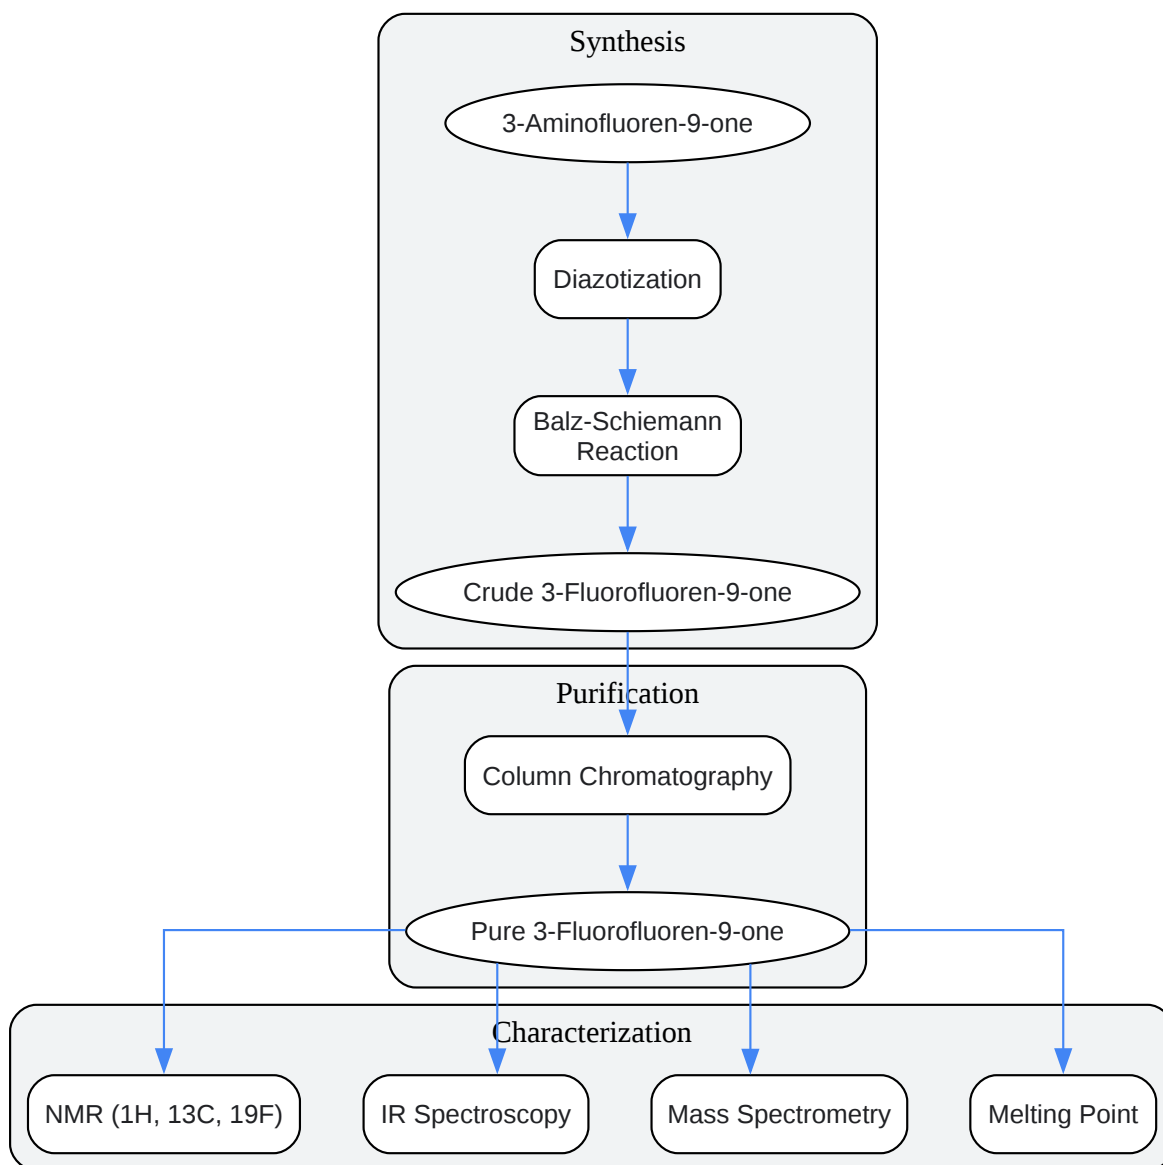 Synthesis
3-Aminofluoren-9-one
Diazotization
Balz-Schiemann
Reaction
Crude 3-Fluorofluoren-9-one
Purification
Column Chromatography
Pure 3-Fluorofluoren-9-one
Characterization
NMR (1H, 13C, 19F)
IR Spectroscopy
Mass Spectrometry
Melting Point